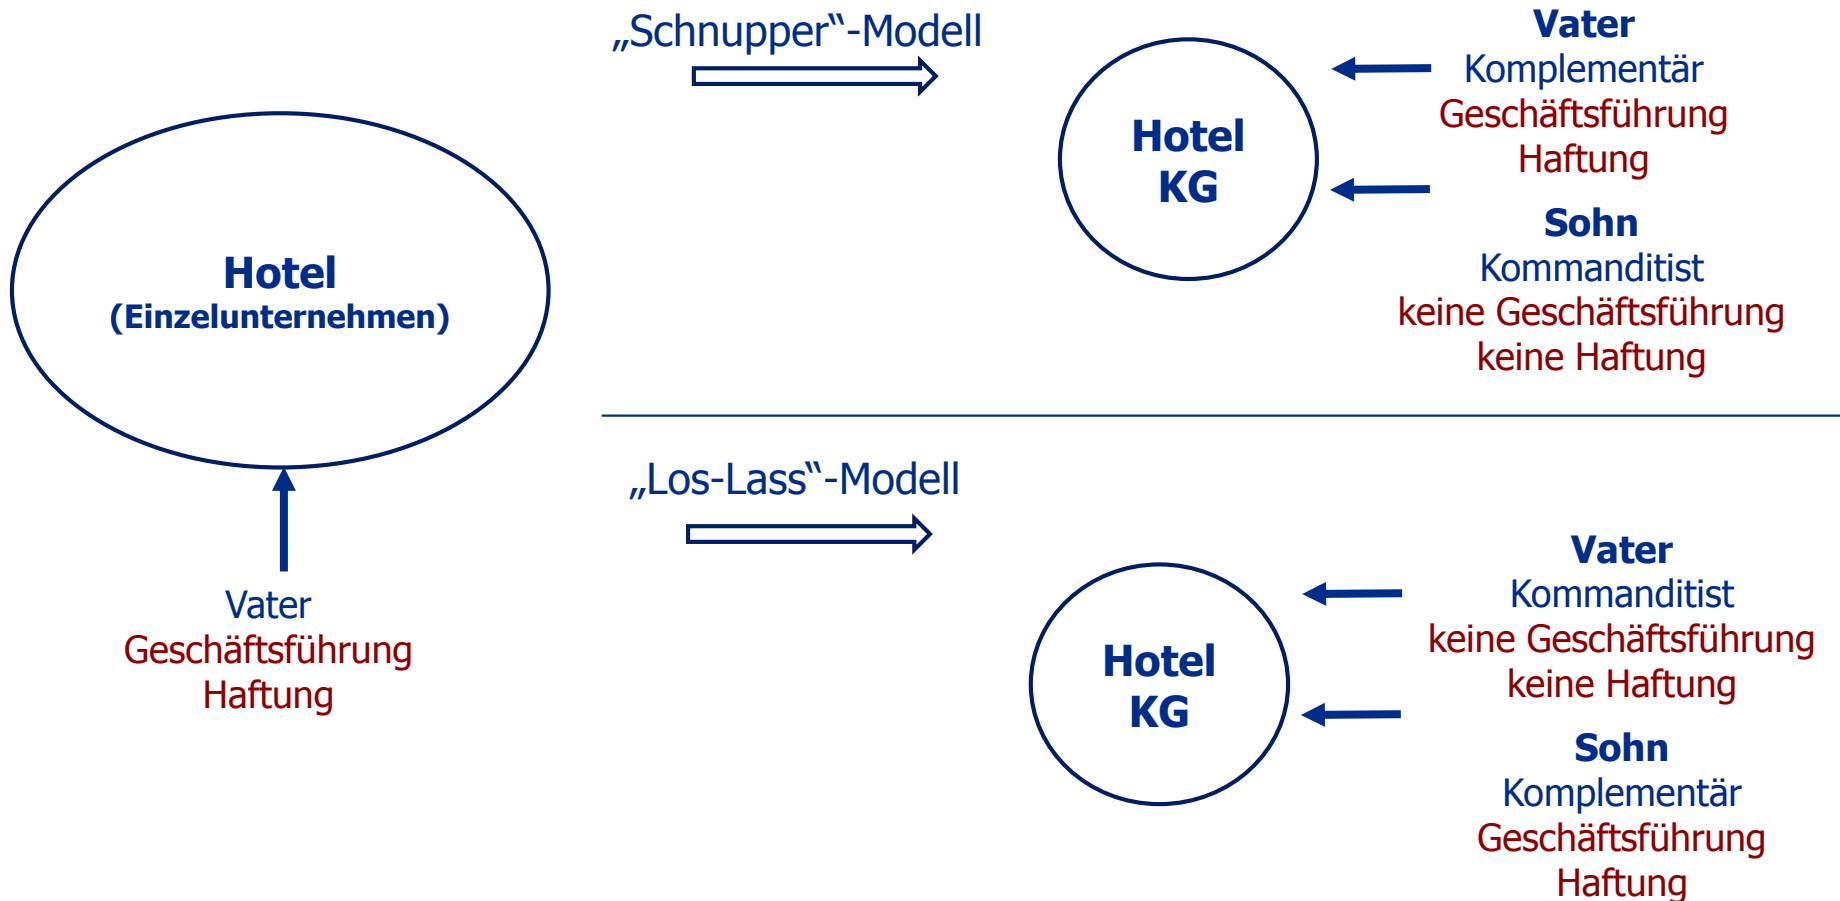 Hotel
(Einzelunternehmen)
Vater
Geschäftsführung
Haftung
„Schnupper“-Modell
Hotel
KG
Vater
Komplementär
Geschäftsführung
Haftung
Sohn
Kommanditist
keine Geschäftsführung
keine Haftung
„Los-Lass“-Modell
Hotel
KG
Vater
Kommanditist
keine Geschäftsführung
keine Haftung
Sohn
Komplementär
Geschäftsführung
Haftung